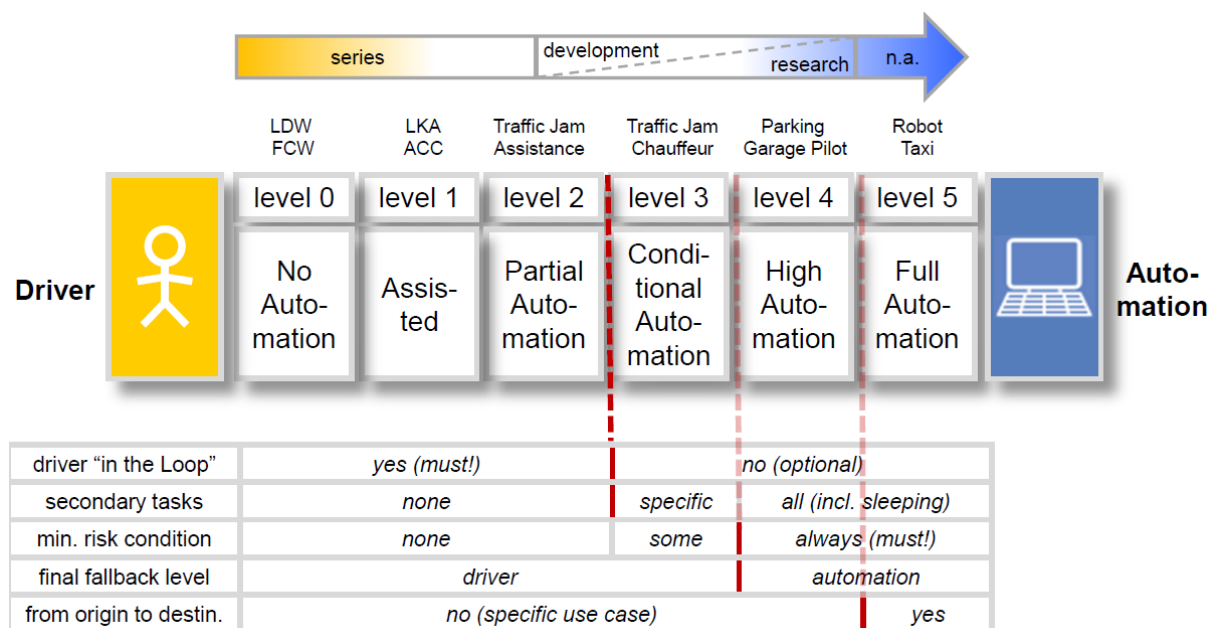 series
development
research
n.a.
LDW
FCW
LKA
ACC
Traffic Jam
Assistance
Traffic Jam
Chauffeur
Parking
Garage Pilot
Robot
Taxi
level 0
level 1
level 2
level 3
level 4
level 5
Driver
No
Auto-
mation
Assis-
ted
Partial
Auto-
mation
Condi-
tional
Auto-
mation
High
Auto-
mation
Full
Auto-
mation
Auto-
mation
driver “in the Loop”
yes (must!)
no (optional)
secondary tasks
none
specific
all (incl. sleeping)
min. risk condition
none
some
always (must!)
final fallback level
driver
automation
from origin to destin.
no (specific use case)
yes